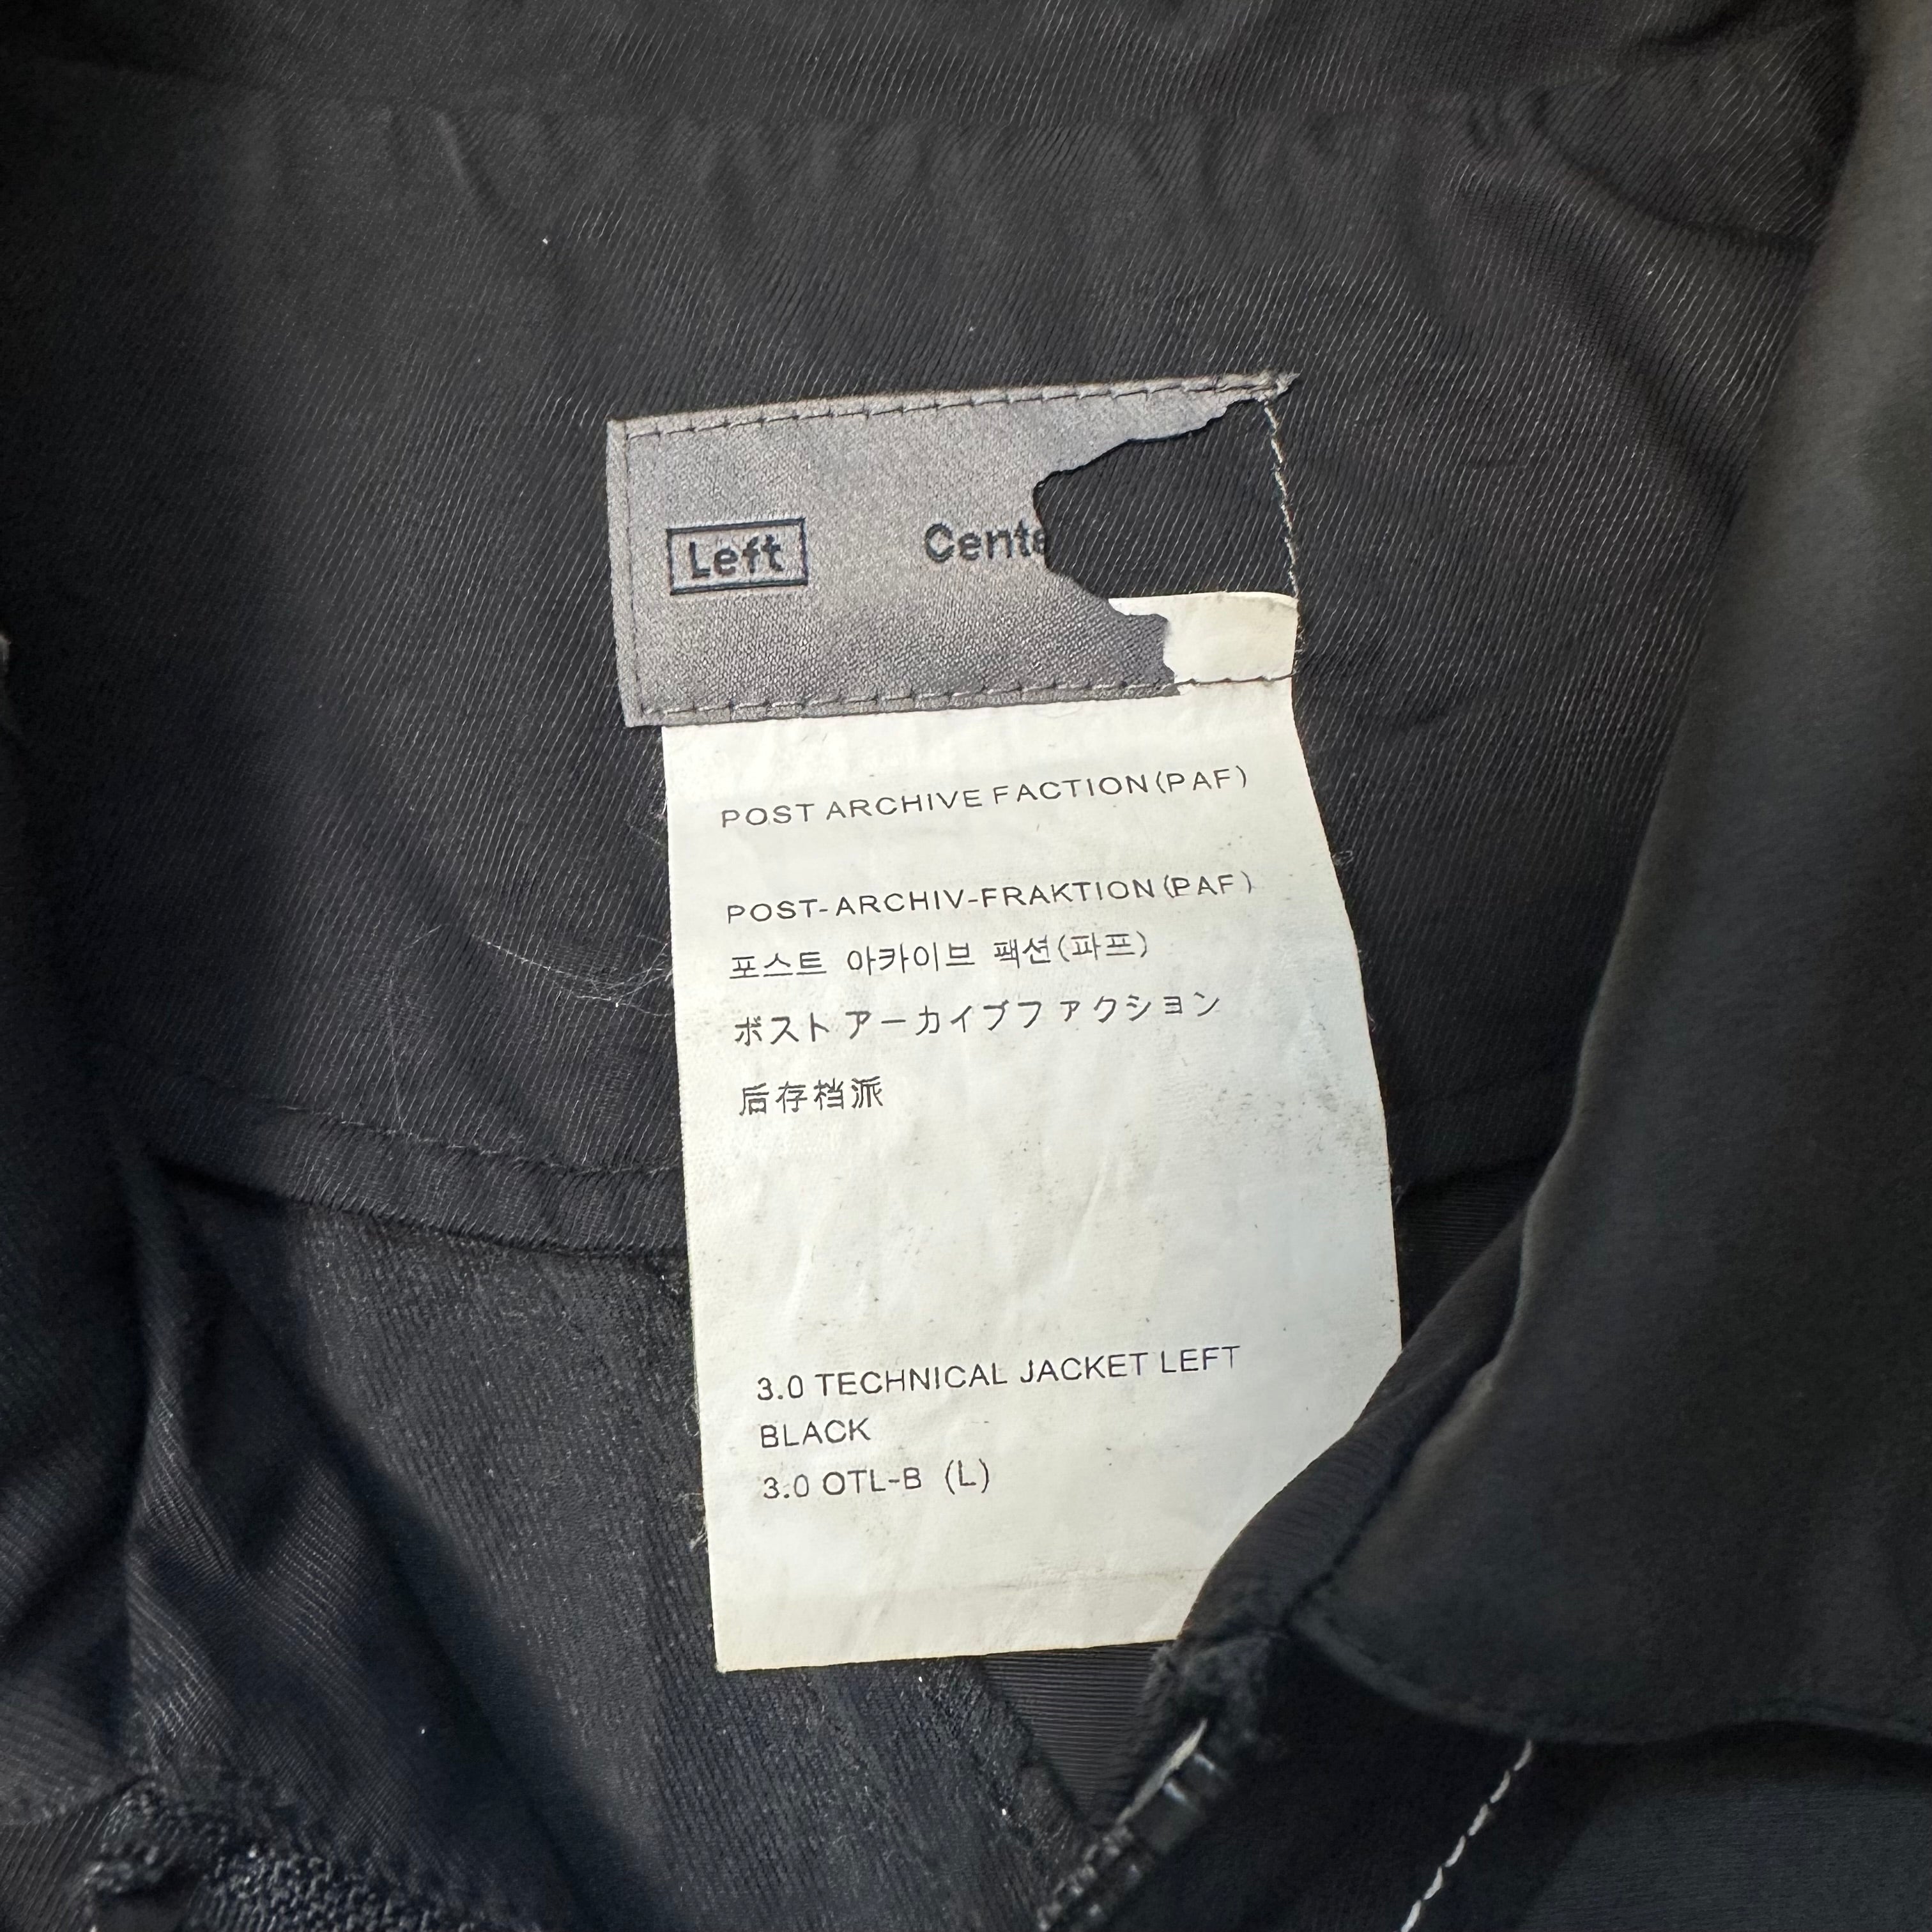 Left Cente
POST ARCHIVE FACTION(PAF)
POST-ARCHIV-FRAKTION(PAF)
포스트 아카이브 팩션(파프)
ボスト アーカイブファクション
后存档派
3.0 TECHNICAL JACKET LEFT
BLACK
3.0 OTL-B (L)